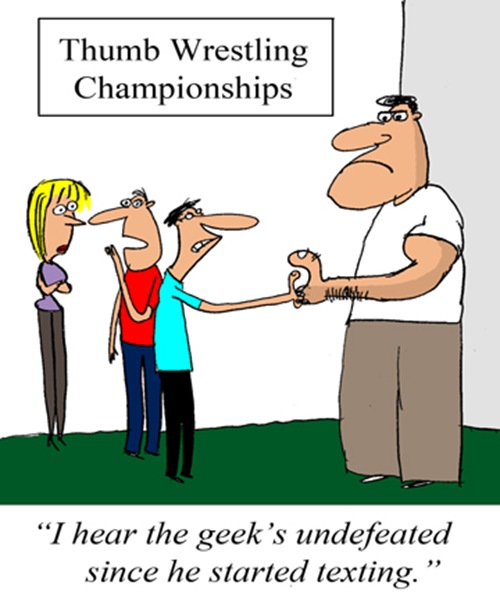 Thumb Wrestling
Championships
“I hear the geek’s undefeated
since he started texting.”